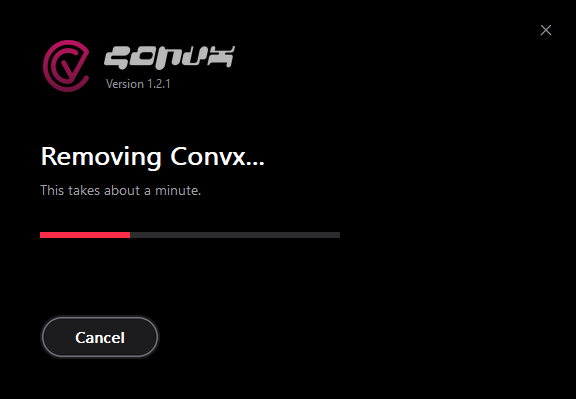 convx
Version 1.2.1
Removing Convx...
This takes about a minute.
Cancel